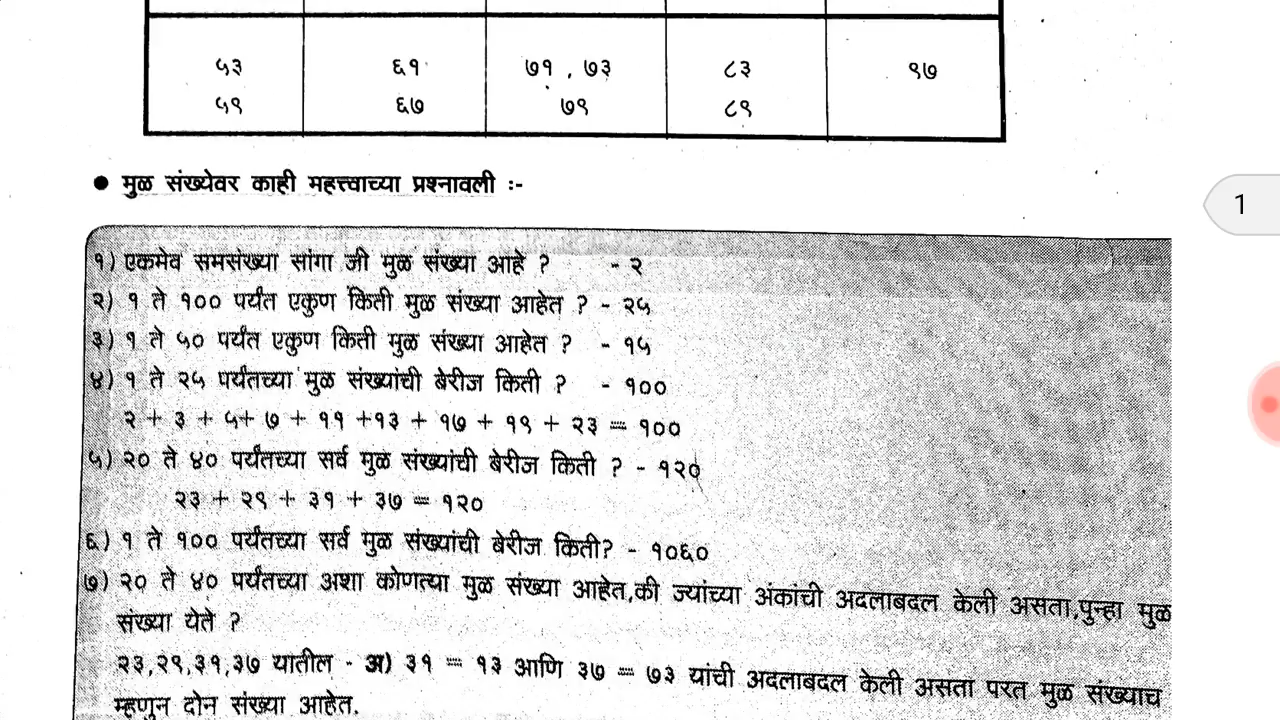 ५३ ६१ ७१ , ७३ ८३ ९७
५९ ६७ ७९ ८९
● मुळ संख्येवर काही महत्त्वाच्या प्रश्नावली :-
१) एकमेव समसंख्या सांगा जी मुळ संख्या आहे ? - २
२) १ ते १०० पर्यंत एकुण किती मुळ संख्या आहेत ? - २५
३) १ ते ५० पर्यंत एकुण किती मुळ संख्या आहेत ? - १५
४) १ ते २५ पर्यंतच्या मुळ संख्यांची बेरीज किती ? - १००
२ + ३ + ५+ ७ + ११ +१३ + १७ + १९ + २३ = १००
५) २० ते ४० पर्यंतच्या सर्व मुळ संख्यांची बेरीज किती ? - १२०
२३ + २९ + ३१ + ३७ = १२०
६) १ ते १०० पर्यंतच्या सर्व मुळ संख्यांची बेरीज किती? - १०६०
७) २० ते ४० पर्यंतच्या अशा कोणत्या मुळ संख्या आहेत,की ज्यांच्या अंकांची अदलाबदल केली असता,पुन्हा मुळ
संख्या येते ?
२३,२९,३१,३७ यातील - अ) ३१ = १३ आणि ३७ = ७३ यांची अदलाबदल केली असता परत मुळ संख्याच
म्हणुन दोन संख्या आहेत.
1